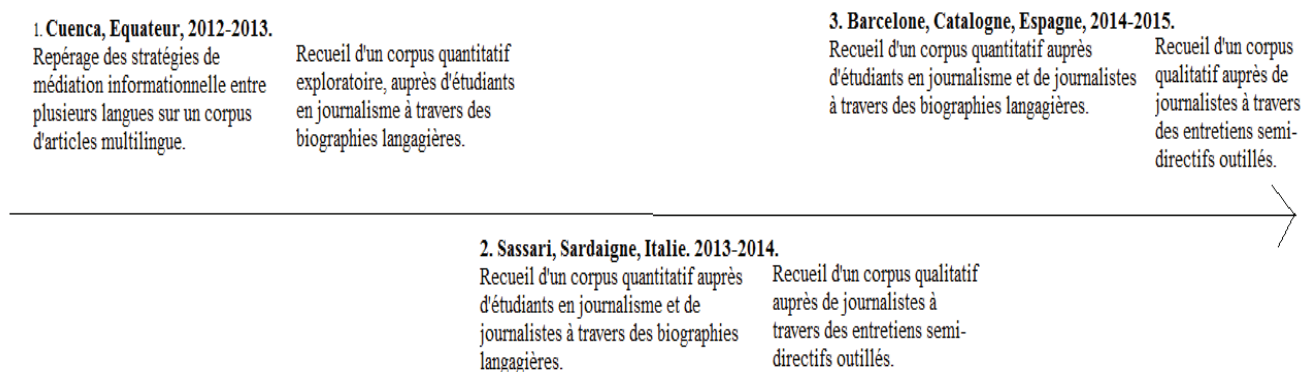 1. Cuenca, Equateur, 2012-2013.
Repérage des stratégies de
médiation informationnelle entre
plusieurs langues sur un corpus
d'articles multilingue.
Recueil d'un corpus quantitatif
exploratoire, auprès d'étudiants
en journalisme à travers des
biographies langagières.
3. Barcelone, Catalogne, Espagne, 2014-2015.
Recueil d'un corpus quantitatif auprès
d'étudiants en journalisme et de journalistes
à travers des biographies langagières.
Recueil d'un corpus
qualitatif auprès de
journalistes à travers
des entretiens semi-
directifs outillés.
2. Sassari, Sardaigne, Italie. 2013-2014.
Recueil d'un corpus quantitatif auprès
d'étudiants en journalisme et de
journalistes à travers des biographies
langagières.
Recueil d'un corpus qualitatif
auprès de journalistes à
travers des entretiens semi-
directifs outillés.